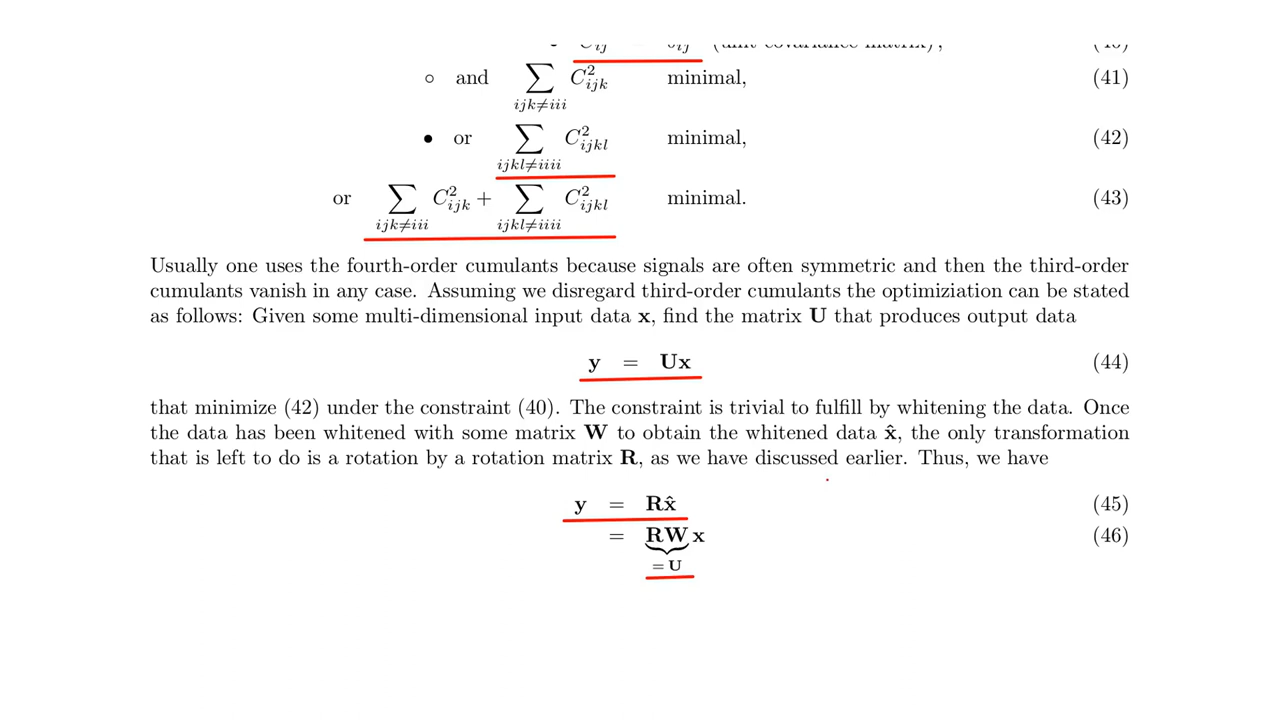 ∘ and ∑_{ijk≠iii} C²_{ijk} minimal, (41)
• or ∑_{ijkl≠iiii} C²_{ijkl} minimal, (42)
or ∑_{ijk≠iii} C²_{ijk} + ∑_{ijkl≠iiii} C²_{ijkl} minimal. (43)
Usually one uses the fourth-order cumulants because signals are often symmetric and then the third-order
cumulants vanish in any case. Assuming we disregard third-order cumulants the optimiziation can be stated
as follows: Given some multi-dimensional input data x, find the matrix U that produces output data
y = Ux (44)
that minimize (42) under the constraint (40). The constraint is trivial to fulfill by whitening the data. Once
the data has been whitened with some matrix W to obtain the whitened data x̂, the only transformation
that is left to do is a rotation by a rotation matrix R, as we have discussed earlier. Thus, we have
y = Rx̂ (45)
= RW x (46)
= U